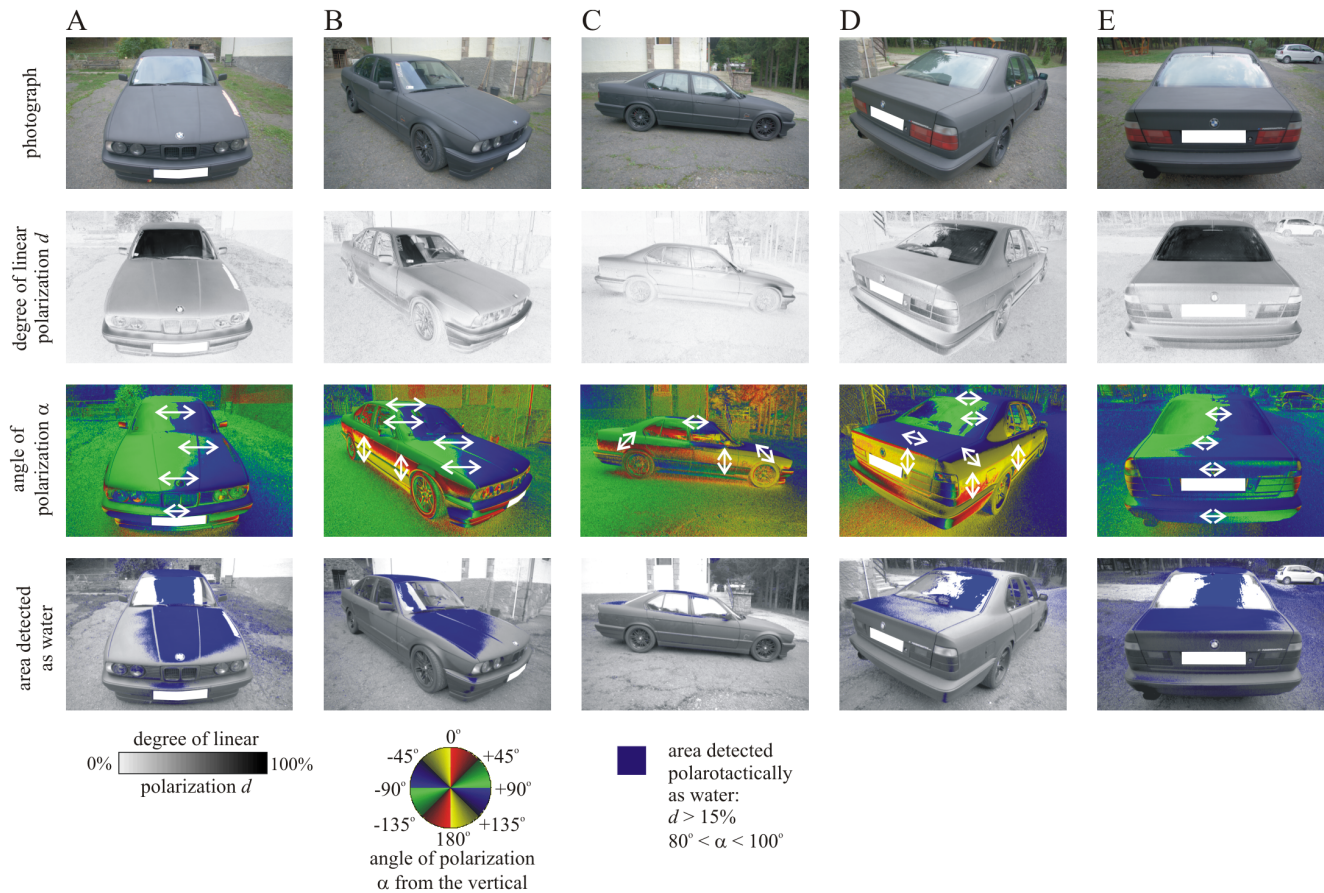 A
B
C
D
E
photograph
degree of linear
polarization d
angle of
polarization α
area detected
as water
degree of linear
0%
100%
polarization d
0°
-45°
+45°
-90°
+90°
-135°
+135°
180°
angle of polarization
α from the vertical
area detected
polarotactically
as water:
d > 15%
80° < α < 100°